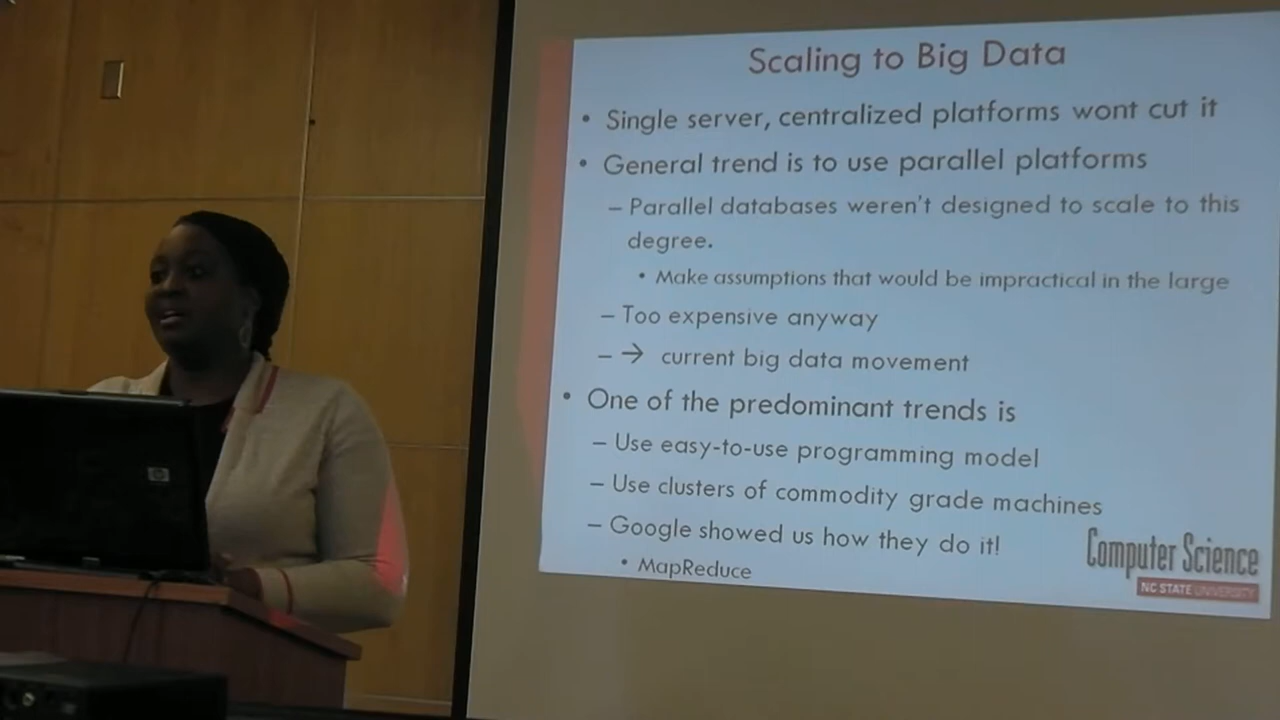 Scaling to Big Data
• Single server, centralized platforms wont cut it
• General trend is to use parallel platforms
– Parallel databases weren't designed to scale to this
degree.
• Make assumptions that would be impractical in the large
– Too expensive anyway
– → current big data movement
• One of the predominant trends is
– Use easy-to-use programming model
– Use clusters of commodity grade machines
– Google showed us how they do it!
• MapReduce
Computer Science
NC STATE UNIVERSITY
hp